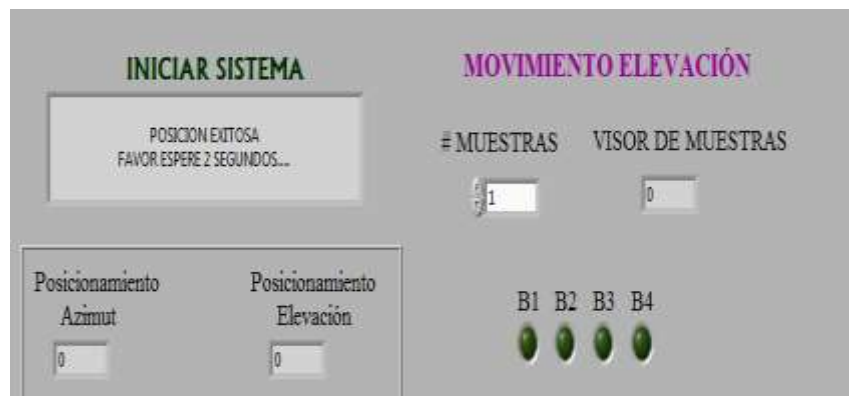 INICIAR SISTEMA
POSICION EXITOSA
FAVOR ESPERE 2 SEGUNDOS....
Posicionamiento Azimut
0
Posicionamiento Elevación
0
MOVIMIENTO ELEVACIÓN
# MUESTRAS
1
VISOR DE MUESTRAS
0
B1 B2 B3 B4